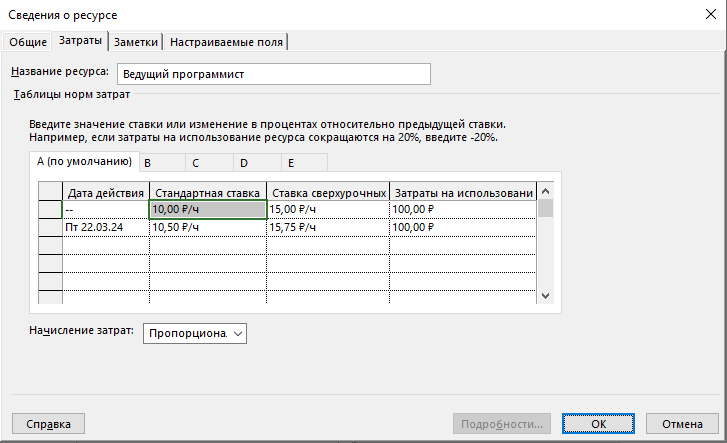 Сведения о ресурсе
Общие Затраты Заметки Настраиваемые поля
Название ресурса: Ведущий программист
Таблицы норм затрат
Введите значение ставки или изменение в процентах относительно предыдущей ставки.
Например, если затраты на использование ресурса сокращаются на 20%, введите -20%.
A (по умолчанию) B C D E
Дата действия Стандартная ставка Ставка сверхурочных Затраты на использовани
-- 10,00 ₽/ч 15,00 ₽/ч 100,00 ₽
Пт 22.03.24 10,50 ₽/ч 15,75 ₽/ч 100,00 ₽
Начисление затрат: Пропорциона.
Справка Подробности... ОК Отмена